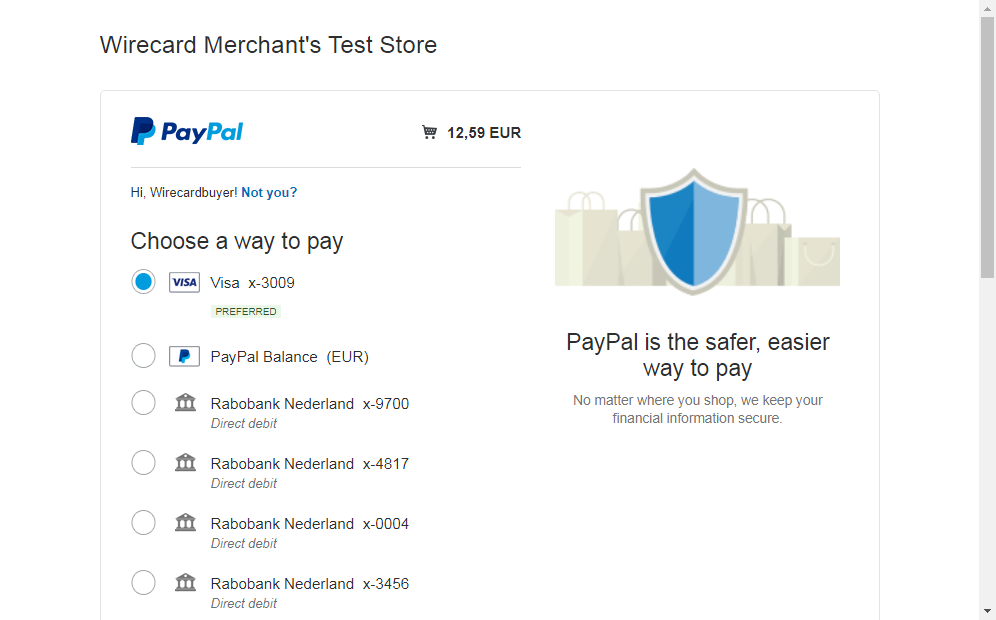 Wirecard Merchant's Test Store
PayPal
12,59 EUR
Hi, Wirecardbuyer! Not you?
Choose a way to pay
VISA Visa x-3009
PREFERRED
PayPal Balance (EUR)
Rabobank Nederland x-9700
Direct debit
Rabobank Nederland x-4817
Direct debit
Rabobank Nederland x-0004
Direct debit
Rabobank Nederland x-3456
Direct debit
PayPal is the safer, easier
way to pay
No matter where you shop, we keep your
financial information secure.